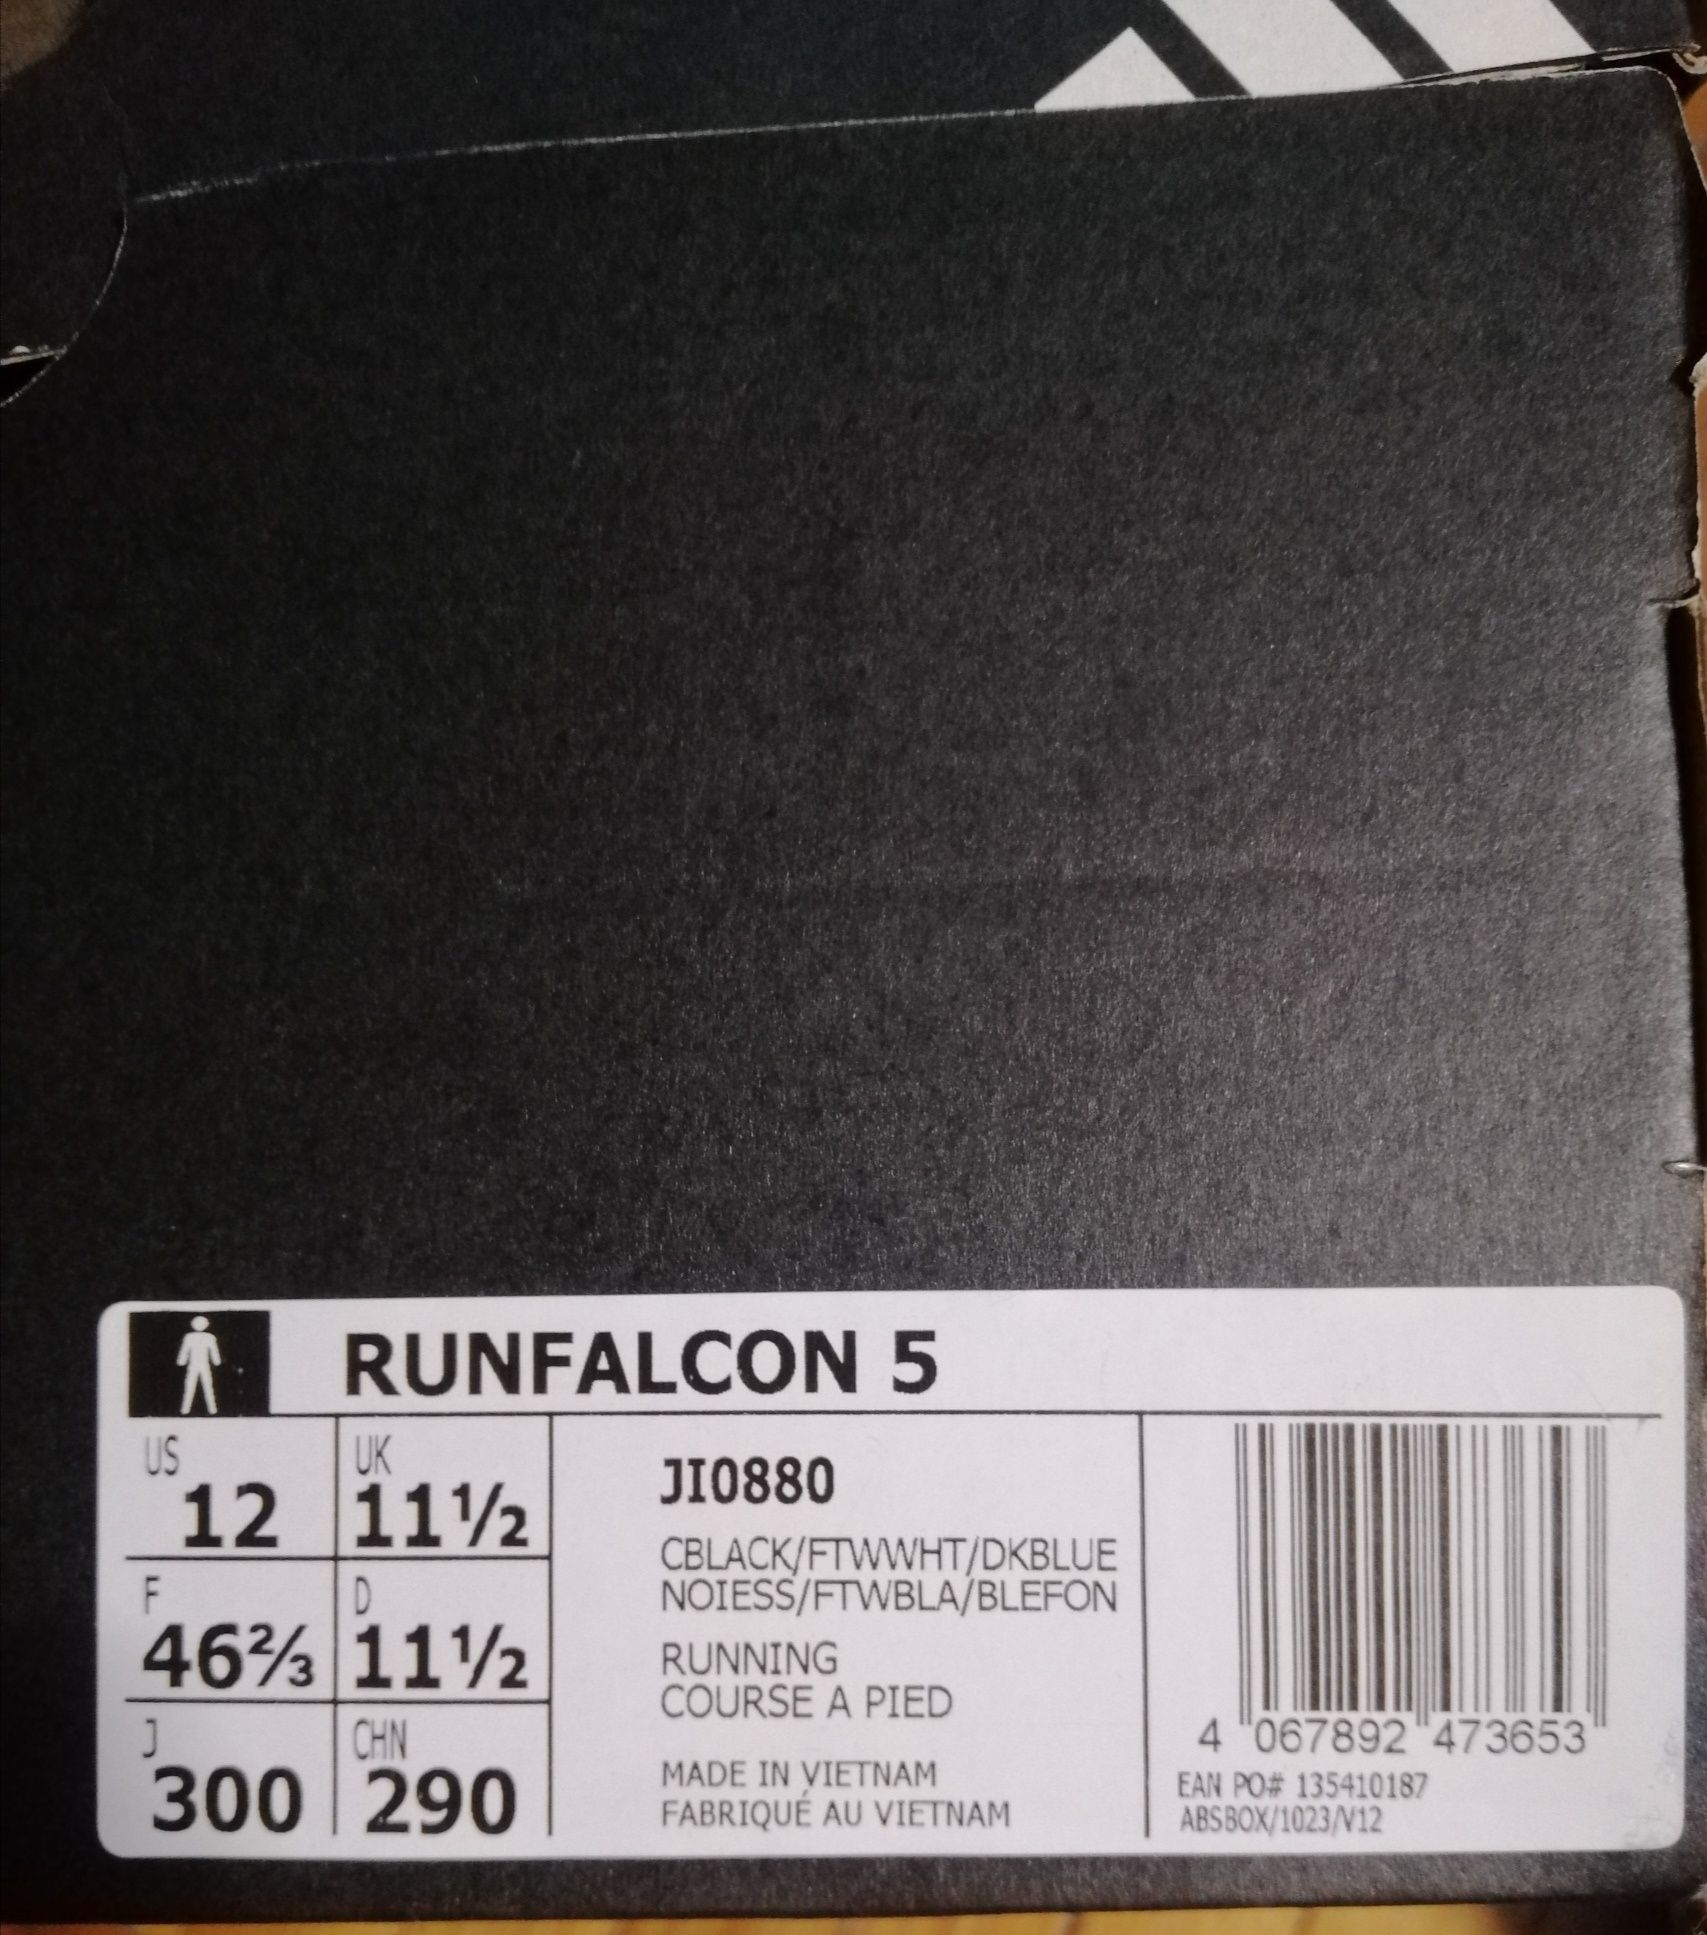 RUNFALCON 5
US
12
UK
11½
F
46⅔
D
11½
J
300
CHN
290
JI0880
CBLACK/FTWWHT/DKBLUE
NOIESS/FTWBLA/BLEFON
RUNNING
COURSE A PIED
MADE IN VIETNAM
FABRIQUÉ AU VIETNAM
4 067892 473653
EAN PO# 135410187
ABSBOX/1023/V12